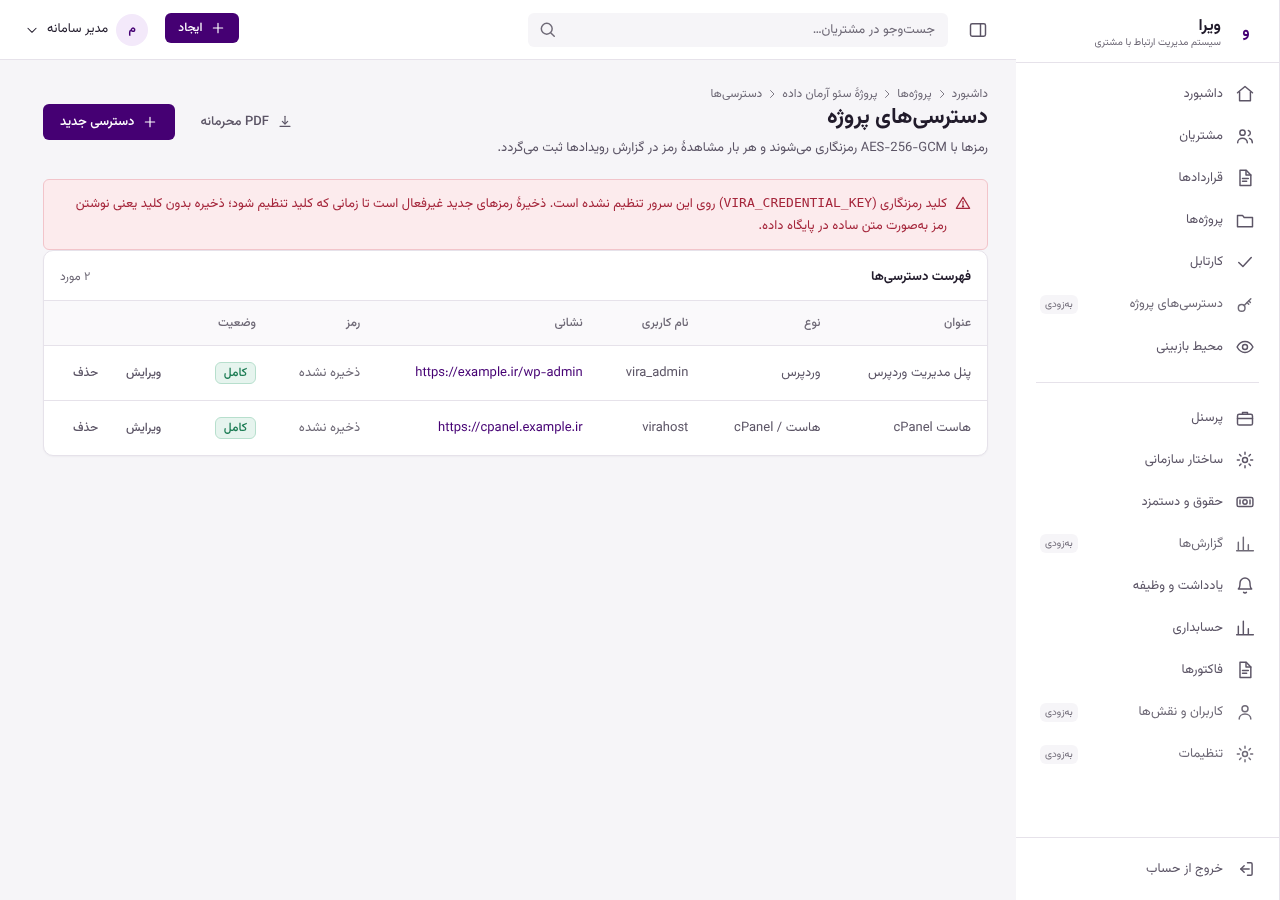 و
ویرا
سیستم مدیریت ارتباط با مشتری
داشبورد
مشتریان
قراردادها
پروژه‌ها
کارتابل
دسترسی‌های پروژه
به‌زودی
محیط بازبینی
پرسنل
ساختار سازمانی
حقوق و دستمزد
گزارش‌ها
به‌زودی
یادداشت و وظیفه
حسابداری
فاکتورها
کاربران و نقش‌ها
به‌زودی
تنظیمات
به‌زودی
خروج از حساب
جست‌وجو در مشتریان…
ایجاد
م
مدیر سامانه
داشبورد
پروژه‌ها
پروژهٔ سئو آرمان داده
دسترسی‌ها
دسترسی‌های پروژه
رمزها با AES-256-GCM رمزنگاری می‌شوند و هر بار مشاهدهٔ رمز در گزارش رویدادها ثبت می‌گردد.
PDF محرمانه
دسترسی جدید
کلید رمزنگاری (VIRA_CREDENTIAL_KEY) روی این سرور تنظیم نشده است. ذخیرهٔ رمزهای جدید غیرفعال است تا زمانی که کلید تنظیم شود؛ ذخیره بدون کلید یعنی نوشتن
رمز به‌صورت متن ساده در پایگاه داده.
فهرست دسترسی‌ها
۲ مورد
عنوان نوع نام کاربری نشانی رمز وضعیت
پنل مدیریت وردپرس وردپرس vira_admin https://example.ir/wp-admin ذخیره نشده کامل ویرایش حذف
هاست cPanel هاست / cPanel virahost https://cpanel.example.ir ذخیره نشده کامل ویرایش حذف